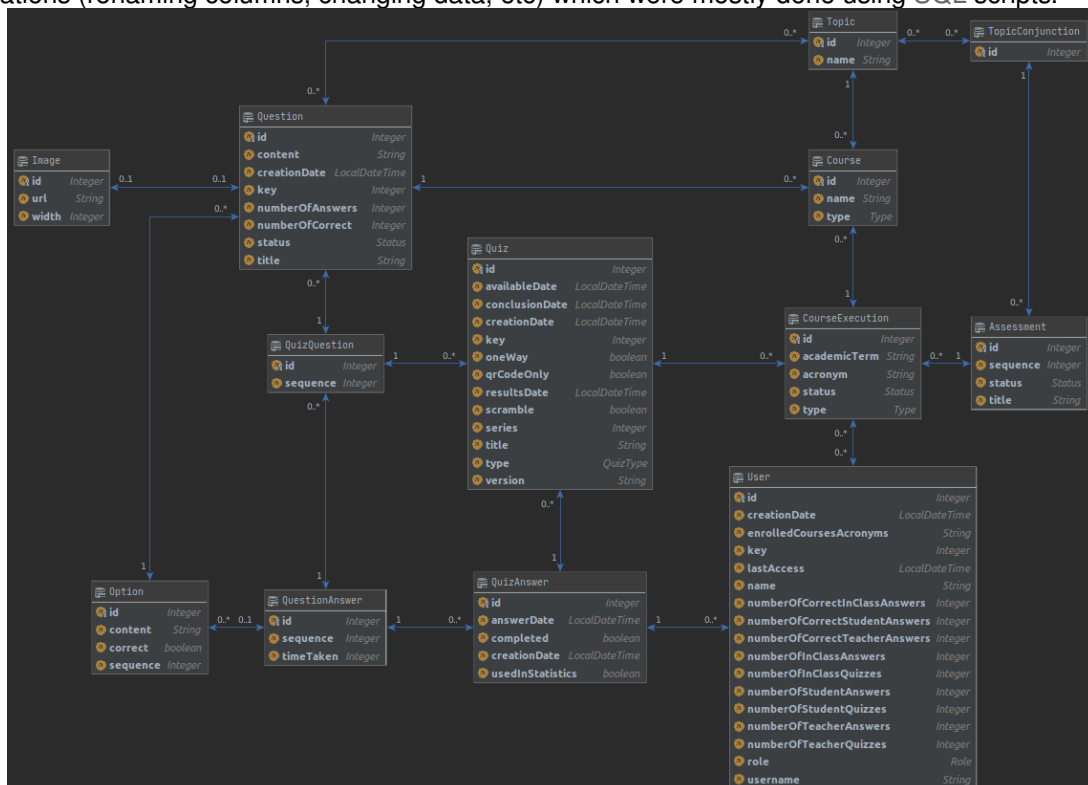 ations (renaming columns, changing data, etc) which were mostly done using SQL scripts.
Topic
id Integer
name String
0..*
0..*
0..*
TopicConjunction
id Integer
1
0..*
1
0..*
Question
id Integer
content String
creationDate LocalDateTime
key Integer
numberOfAnswers Integer
numberOfCorrect Integer
status Status
title String
Image
id Integer
url String
width Integer
0..1
0..1
0..*
1
0..*
Course
id Integer
name String
type Type
0..*
1
0..*
1
Quiz
id Integer
availableDate LocalDateTime
conclusionDate LocalDateTime
creationDate LocalDateTime
key Integer
oneWay boolean
qrCodeOnly boolean
resultsDate LocalDateTime
scramble boolean
series Integer
title String
type QuizType
version String
0..*
CourseExecution
id Integer
academicTerm String
acronym String
status Status
type Type
Assessment
id Integer
sequence Integer
status Status
title String
QuizQuestion
id Integer
sequence Integer
1
0..*
1
0..*
0..*
1
0..*
0..*
0..*
User
id Integer
creationDate LocalDateTime
enrolledCoursesAcronyms String
key Integer
lastAccess LocalDateTime
name String
numberOfCorrectInClassAnswers Integer
numberOfCorrectStudentAnswers Integer
numberOfCorrectTeacherAnswers Integer
numberOfInClassAnswers Integer
numberOfInClassQuizzes Integer
numberOfStudentAnswers Integer
numberOfStudentQuizzes Integer
numberOfTeacherAnswers Integer
numberOfTeacherQuizzes Integer
role Role
username String
0..*
1
1
1
Option
id Integer
content String
correct boolean
sequence Integer
0..*
0..1
QuestionAnswer
id Integer
sequence Integer
timeTaken Integer
1
0..*
QuizAnswer
id Integer
answerDate LocalDateTime
completed boolean
creationDate LocalDateTime
usedInStatistics boolean
1
0..*